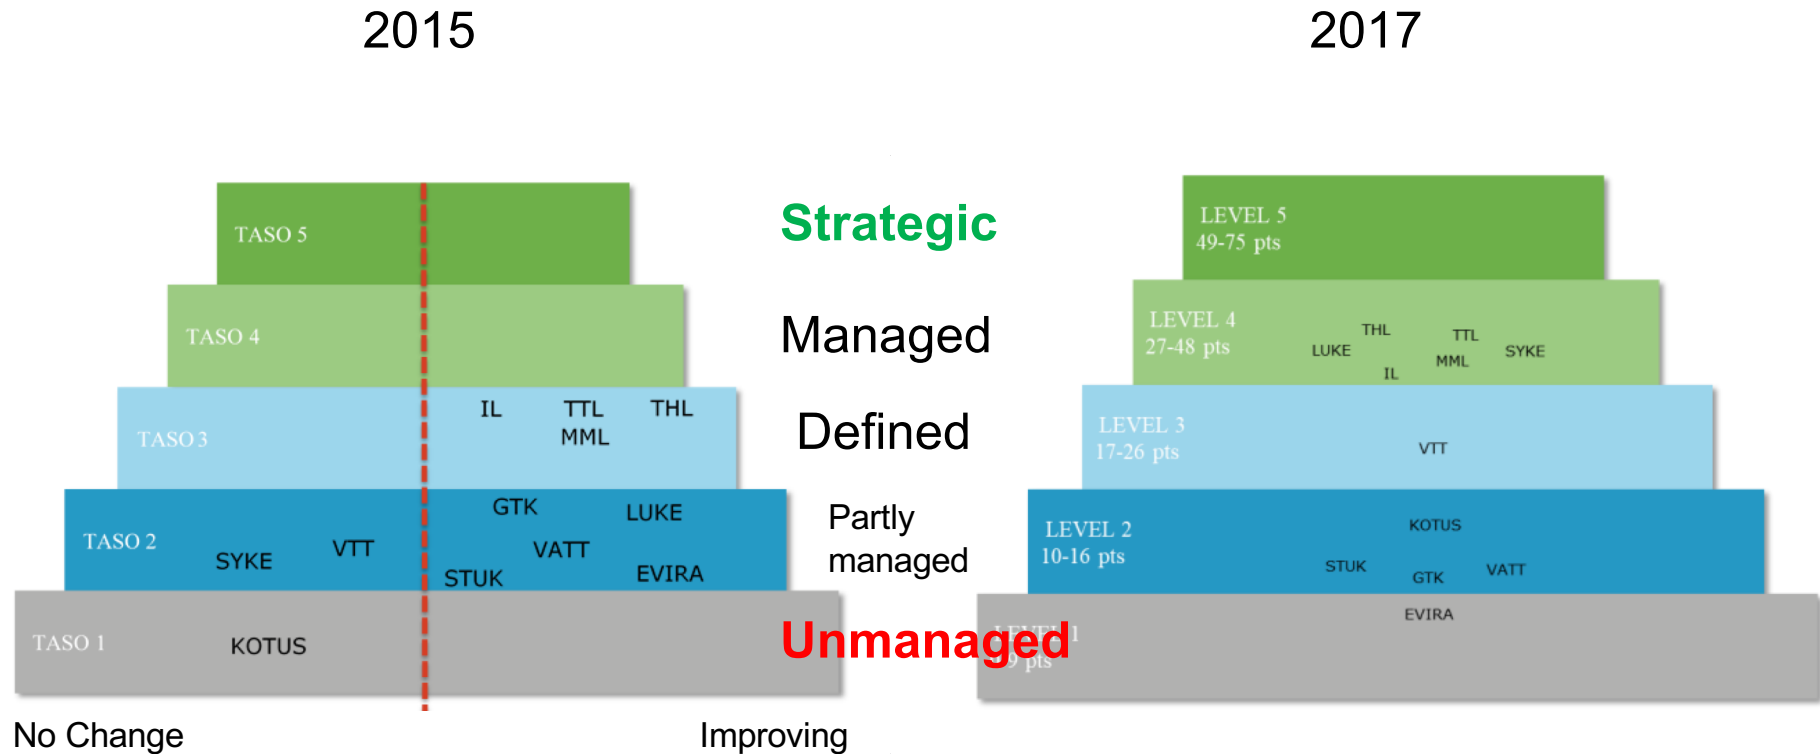 2015
2017
TASO 5
Strategic
LEVEL 5
49-75 pts
TASO 4
Managed
LEVEL 4
27-48 pts
THL
TTL
LUKE
MML
SYKE
IL
TASO 3
IL
TTL
THL
MML
Defined
LEVEL 3
17-26 pts
VTT
TASO 2
GTK
LUKE
SYKE
VTT
VATT
STUK
EVIRA
Partly
managed
LEVEL 2
10-16 pts
KOTUS
STUK
GTK
VATT
TASO 1
KOTUS
Unmanaged
1
9 pts
EVIRA
No Change
Improving